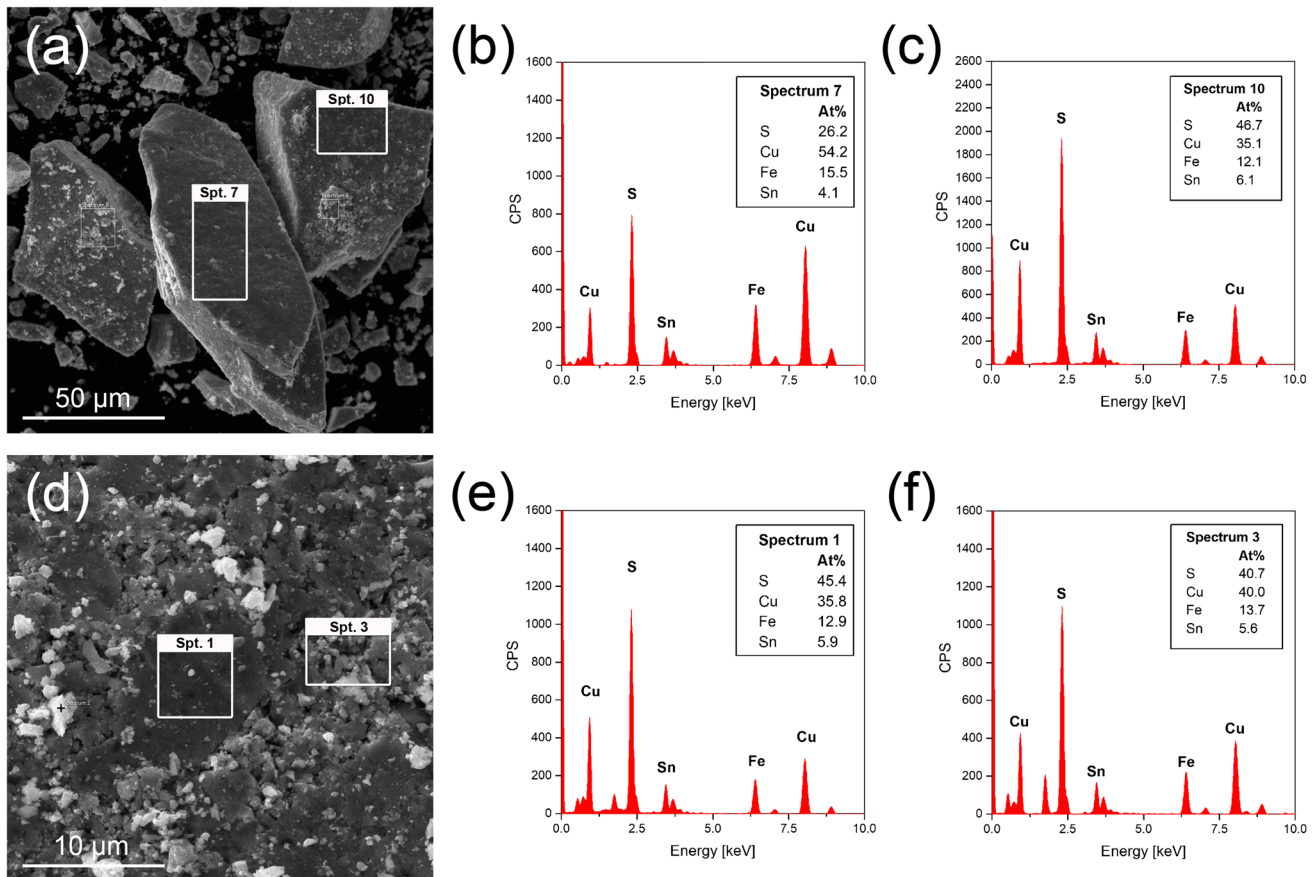 (a)
Spt. 10
Spt. 7
Spectrum 8
50 µm
(b)
1600
1400
1200
1000
800
600
400
200
0
CPS
0.0 2.5 5.0 7.5 10.0
Energy [keV]
Cu
S
Sn
Fe
Cu
Spectrum 7
At%
S 26.2
Cu 54.2
Fe 15.5
Sn 4.1
(c)
2600
2400
2200
2000
1800
1600
1400
1200
1000
800
600
400
200
0
CPS
0.0 2.5 5.0 7.5 10.0
Energy [keV]
Cu
S
Sn
Fe
Cu
Spectrum 10
At%
S 46.7
Cu 35.1
Fe 12.1
Sn 6.1
(d)
Spt. 1
Spt. 3
Spectrum 2
10 µm
(e)
1600
1400
1200
1000
800
600
400
200
0
CPS
0.0 2.5 5.0 7.5 10.0
Energy [keV]
Cu
S
Sn
Fe
Cu
Spectrum 1
At%
S 45.4
Cu 35.8
Fe 12.9
Sn 5.9
(f)
1600
1400
1200
1000
800
600
400
200
0
CPS
0.0 2.5 5.0 7.5 10.0
Energy [keV]
Cu
S
Sn
Fe
Cu
Spectrum 3
At%
S 40.7
Cu 40.0
Fe 13.7
Sn 5.6